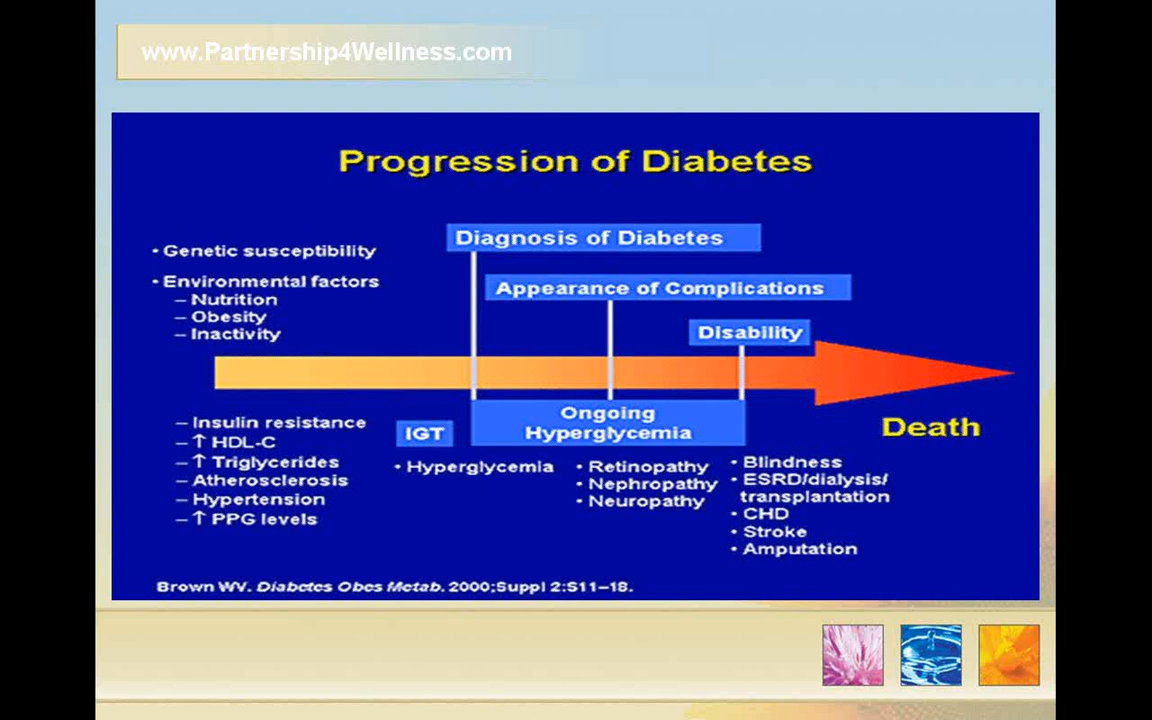 www.Partnership4Wellness.com
Progression of Diabetes
• Genetic susceptibility
• Environmental factors
– Nutrition
– Obesity
– Inactivity
Diagnosis of Diabetes
Appearance of Complications
Disability
– Insulin resistance
– ↑ HDL-C
– ↑ Triglycerides
– Atherosclerosis
– Hypertension
– ↑ PPG levels
IGT
• Hyperglycemia
Ongoing
Hyperglycemia
• Retinopathy
• Nephropathy
• Neuropathy
• Blindness
• ESRD/dialysis/
transplantation
• CHD
• Stroke
• Amputation
Death
Brown WV. Diabetes Obes Metab. 2000;Suppl 2:S11–18.